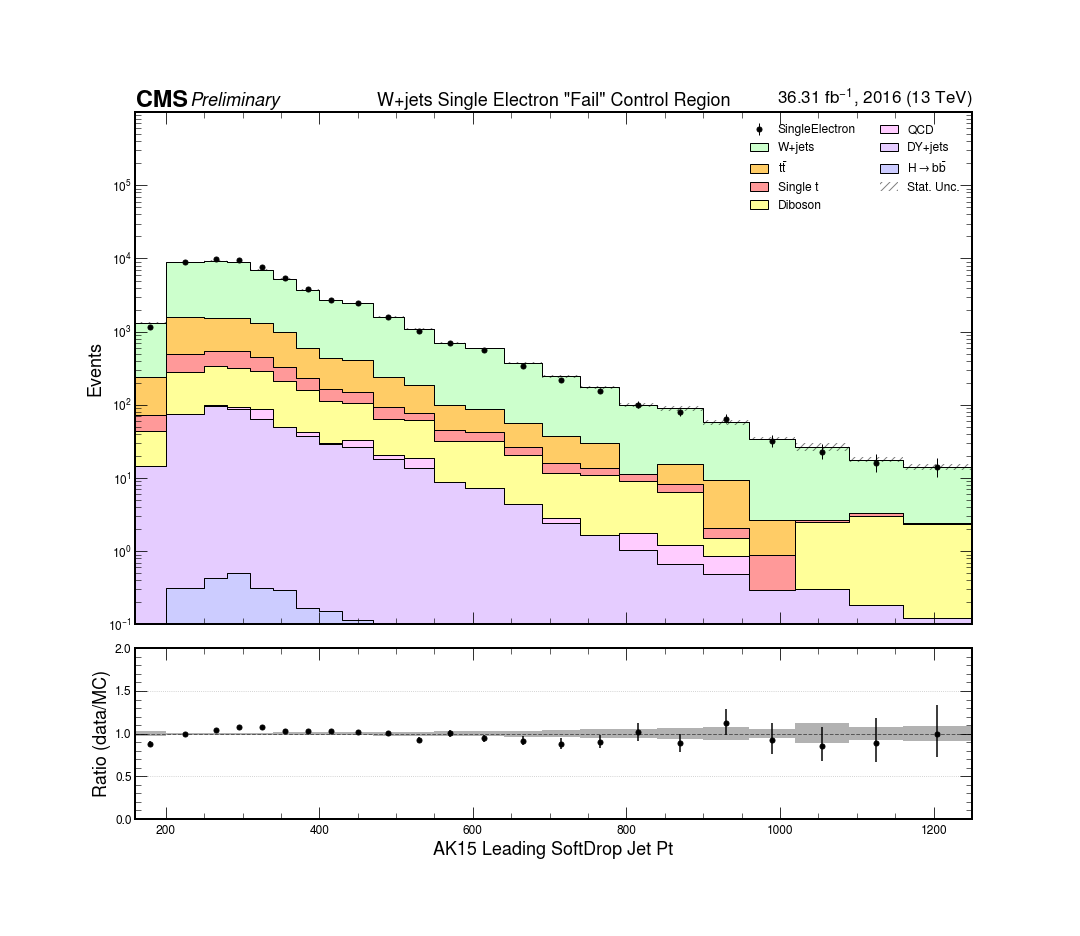 CMS Preliminary W+jets Single Electron "Fail" Control Region 36.31 fb⁻¹, 2016 (13 TeV)
SingleElectron
W+jets
tt̄
Single t
Diboson
QCD
DY+jets
H→bb̄
Stat. Unc.
Events
10⁵
10⁴
10³
10²
10¹
10⁰
10⁻¹
Ratio (data/MC)
2.0
1.5
1.0
0.5
0.0
200 400 600 800 1000 1200
AK15 Leading SoftDrop Jet Pt